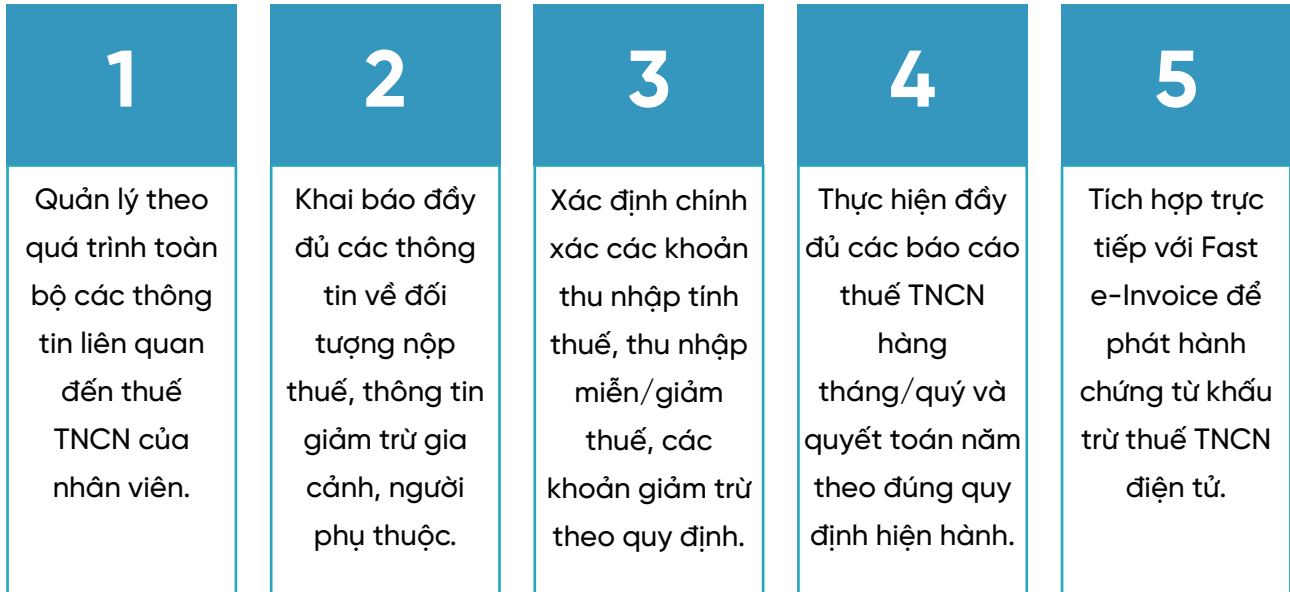 1
Quản lý theo
quá trình toàn
bộ các thông
tin liên quan
đến thuế
TNCN của
nhân viên.
2
Khai báo đầy
đủ các thông
tin về đối
tượng nộp
thuế, thông tin
giảm trừ gia
cảnh, người
phụ thuộc.
3
Xác định chính
xác các khoản
thu nhập tính
thuế, thu nhập
miễn/giảm
thuế, các
khoản giảm trừ
theo quy định.
4
Thực hiện đầy
đủ các báo cáo
thuế TNCN
hàng
tháng/quý và
quyết toán năm
theo đúng quy
định hiện hành.
5
Tích hợp trực
tiếp với Fast
e-Invoice để
phát hành
chứng từ khấu
trừ thuế TNCN
điện tử.